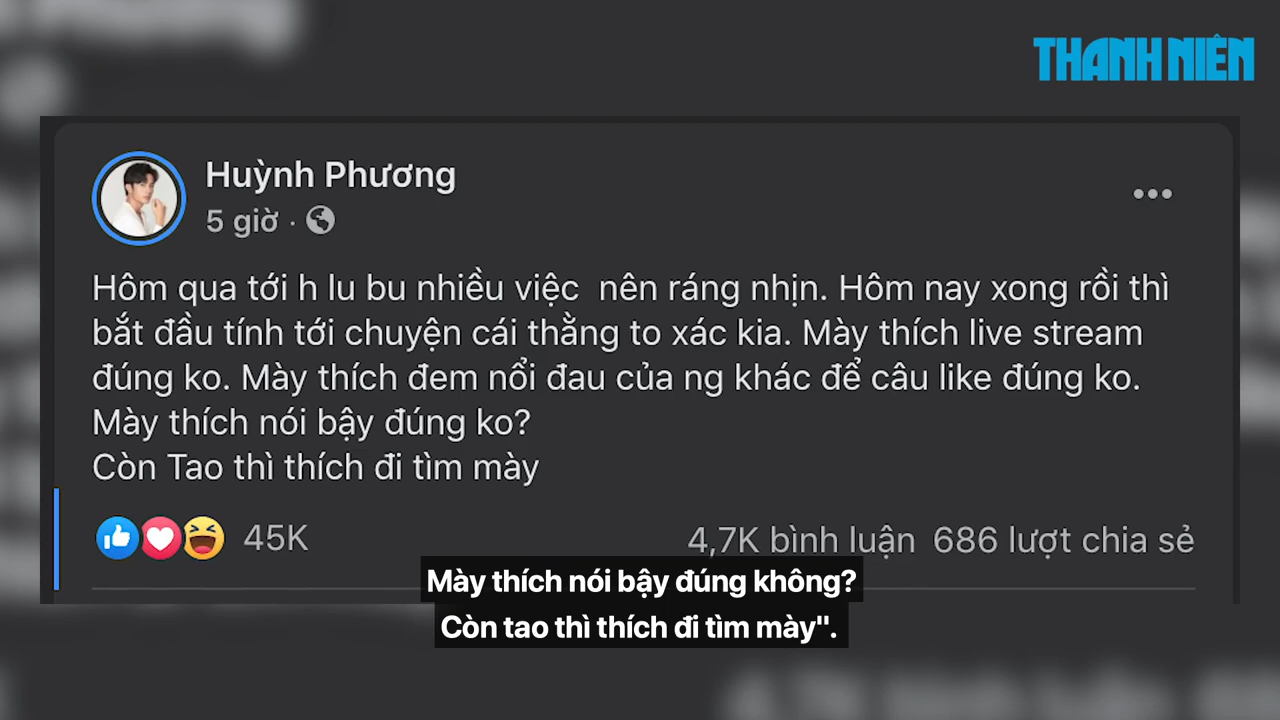 THANH NIÊN
Huỳnh Phương
5 giờ ·
Hôm qua tới h lu bu nhiều việc nên ráng nhịn. Hôm nay xong rồi thì
bắt đầu tính tới chuyện cái thằng to xác kia. Mày thích live stream
đúng ko. Mày thích đem nổi đau của ng khác để câu like đúng ko.
Mày thích nói bậy đúng ko?
Còn Tao thì thích đi tìm mày
45K
4,7K bình luận 686 lượt chia sẻ
Mày thích nói bậy đúng không?
Còn tao thì thích đi tìm mày".